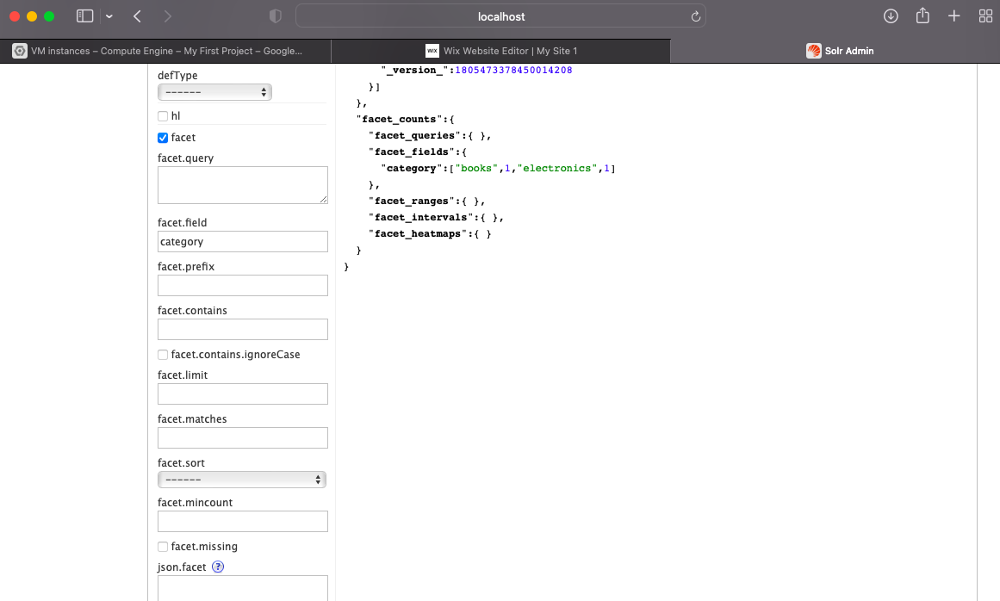 localhost
VM instances – Compute Engine – My First Project – Google...
WIX Wix Website Editor | My Site 1
Solr Admin
defType
------
hl
facet
facet.query
facet.field
category
facet.prefix
facet.contains
facet.contains.ignoreCase
facet.limit
facet.matches
facet.sort
------
facet.mincount
facet.missing
json.facet ?
"_version_":1805473378450014208
}]
},
"facet_counts":{
"facet_queries":{ },
"facet_fields":{
"category":["books",1,"electronics",1]
},
"facet_ranges":{ },
"facet_intervals":{ },
"facet_heatmaps":{ }
}
}